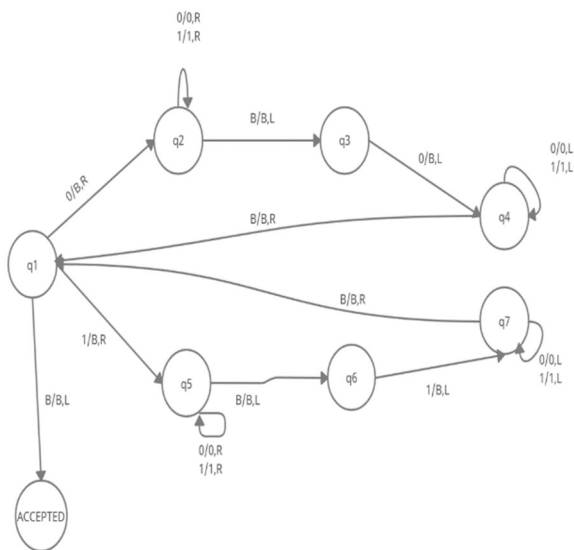 0/0,R
1/1,R
B/B,L
q2
q3
0/B,R
0/B,L
0/0,L
1/1,L
q4
B/B,R
q1
B/B,R
q7
1/B,R
q5
q6
B/B,L
1/B,L
0/0,L
1/1,L
B/B,L
0/0,R
1/1,R
ACCEPTED